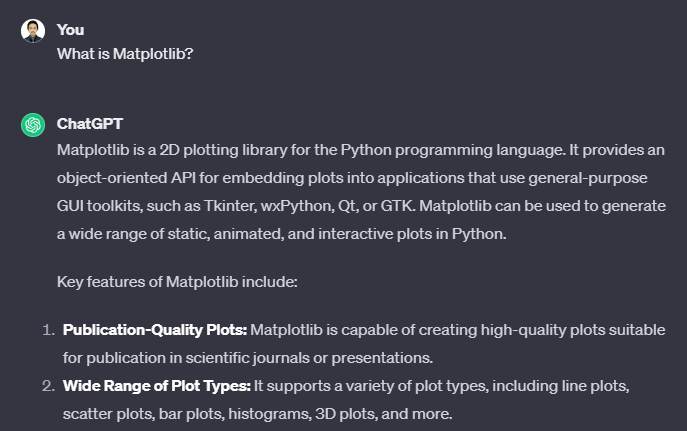 You
What is Matplotlib?
ChatGPT
Matplotlib is a 2D plotting library for the Python programming language. It provides an
object-oriented API for embedding plots into applications that use general-purpose
GUI toolkits, such as Tkinter, wxPython, Qt, or GTK. Matplotlib can be used to generate
a wide range of static, animated, and interactive plots in Python.
Key features of Matplotlib include:
1. Publication-Quality Plots: Matplotlib is capable of creating high-quality plots suitable
for publication in scientific journals or presentations.
2. Wide Range of Plot Types: It supports a variety of plot types, including line plots,
scatter plots, bar plots, histograms, 3D plots, and more.